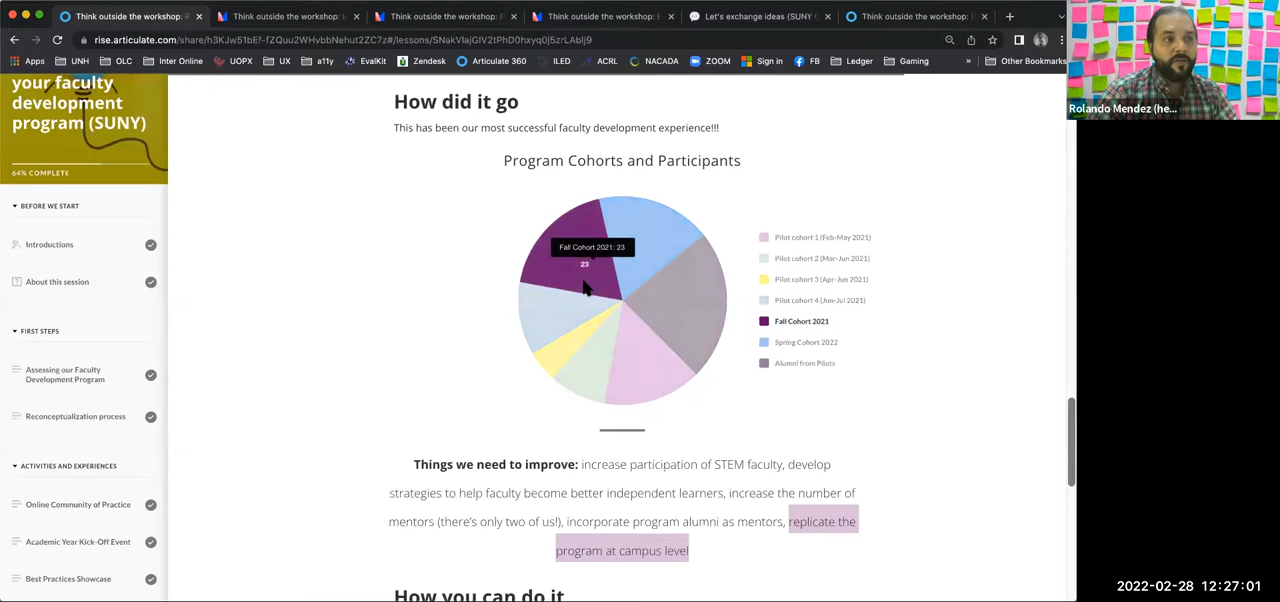 Think outside the workshop: R
Think outside the workshop: I
Think outside the workshop: E
Think outside the workshop: E
Let's exchange ideas (SUNY C
Think outside the workshop: 
rise.articulate.com/share/h3KJw51bEf-fZQuu2WHvbbNehut2ZC7z#/lessons/SNakVIajGIV2tPhD0hxyq0j5zrLAblj9
Apps
UNH
OLC
Inter Online
UOPX
UX
a11y
EvalKit
Zendesk
Articulate 360
ILED
ACRL
NACADA
ZOOM
Sign in
FB
Ledger
Gaming
»
Other Bookmarks
Rolando Mendez (he...
your faculty
development
program (SUNY)
64% COMPLETE
BEFORE WE START
Introductions
About this session
FIRST STEPS
Assessing our Faculty
Development Program
Reconceptualization process
ACTIVITIES AND EXPERIENCES
Online Community of Practice
Academic Year Kick-Off Event
Best Practices Showcase
How did it go
This has been our most successful faculty development experience!!!
Program Cohorts and Participants
Fall Cohort 2021: 23
23
Pilot cohort 1 (Feb-May 2021)
Pilot cohort 2 (Mar-Jun 2021)
Pilot cohort 3 (Apr-Jun 2021)
Pilot cohort 4 (Jun-Jul 2021)
Fall Cohort 2021
Spring Cohort 2022
Alumni from Pilots
Things we need to improve: increase participation of STEM faculty, develop
strategies to help faculty become better independent learners, increase the number of
mentors (there's only two of us!), incorporate program alumni as mentors, replicate the
program at campus level
How you can do it
2022-02-28 12:27:01